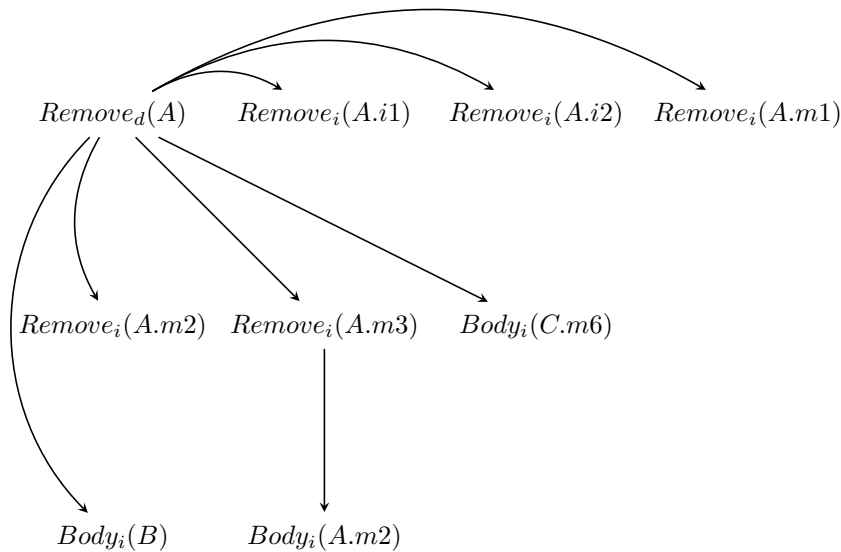 Remove_d(A) Remove_i(A.i1) Remove_i(A.i2) Remove_i(A.m1)
Remove_i(A.m2) Remove_i(A.m3) Body_i(C.m6)
Body_i(B) Body_i(A.m2)